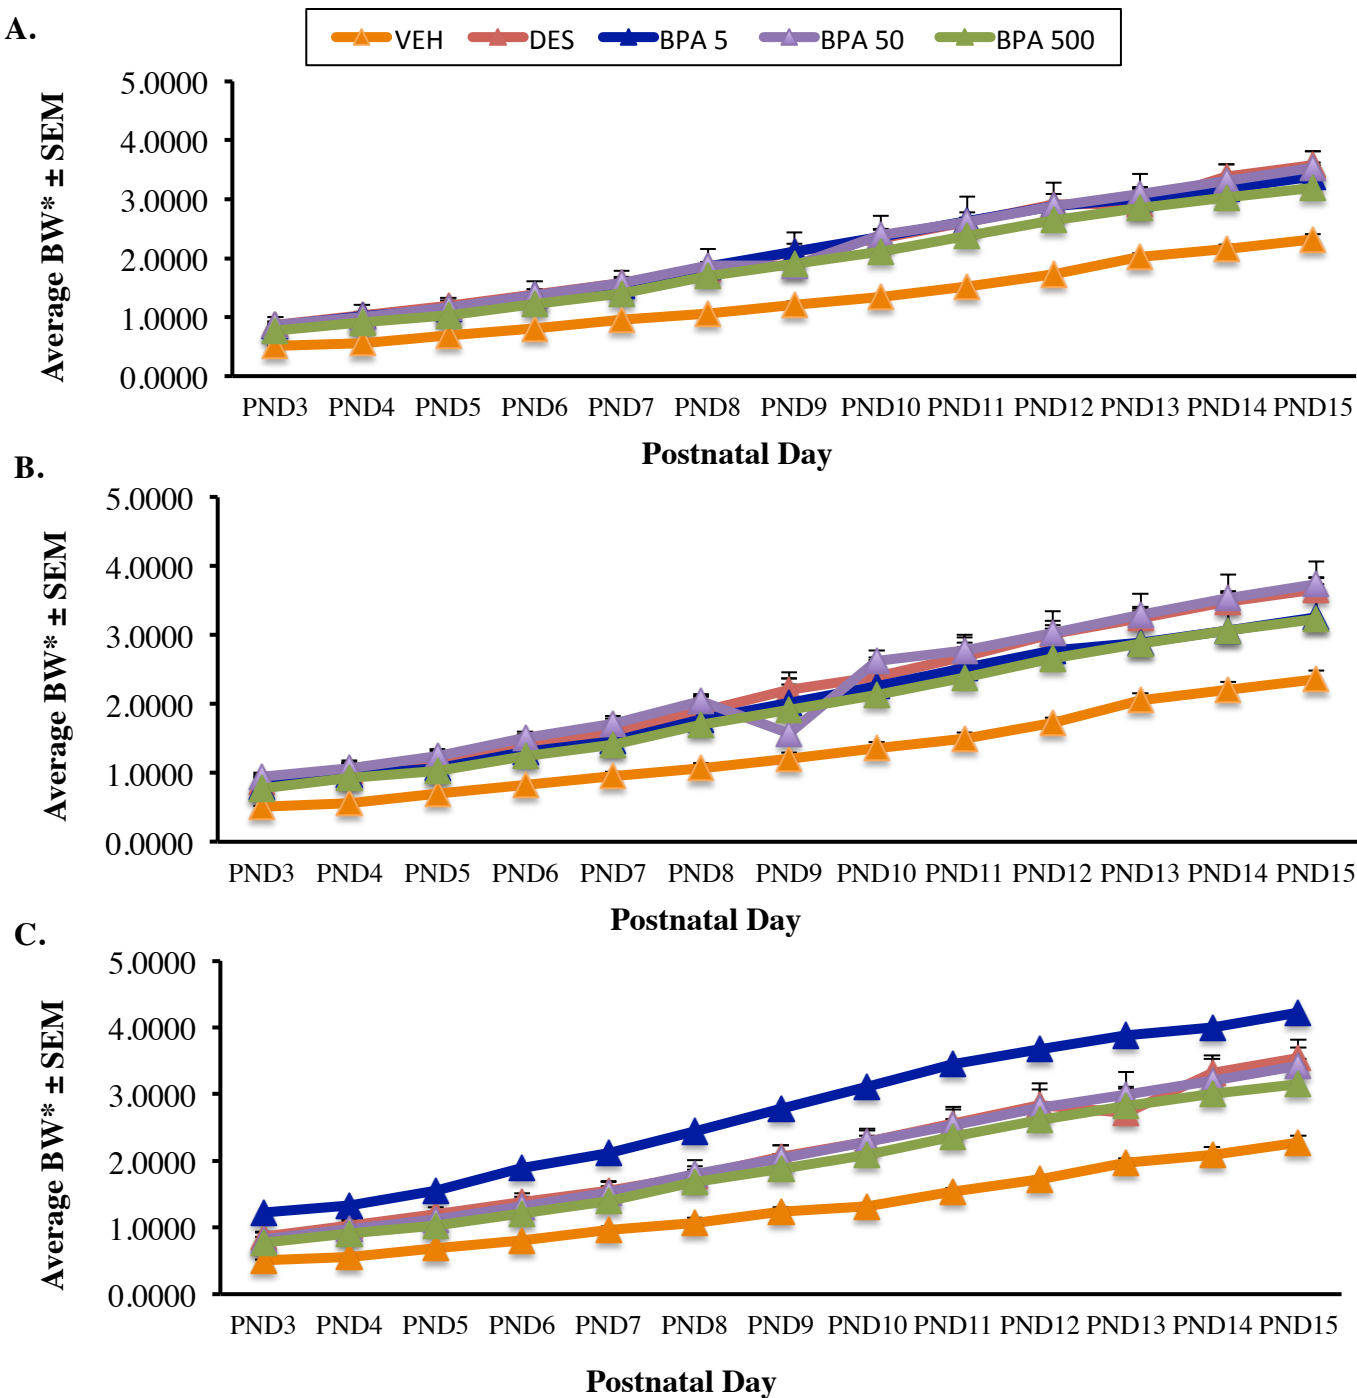 A.
VEH DES BPA 5 BPA 50 BPA 500
Average BW* ± SEM
5.0000
4.0000
3.0000
2.0000
1.0000
0.0000
PND3 PND4 PND5 PND6 PND7 PND8 PND9 PND10 PND11 PND12 PND13 PND14 PND15
Postnatal Day
B.
Average BW* ± SEM
5.0000
4.0000
3.0000
2.0000
1.0000
0.0000
PND3 PND4 PND5 PND6 PND7 PND8 PND9 PND10 PND11 PND12 PND13 PND14 PND15
Postnatal Day
C.
Average BW* ± SEM
5.0000
4.0000
3.0000
2.0000
1.0000
0.0000
PND3 PND4 PND5 PND6 PND7 PND8 PND9 PND10 PND11 PND12 PND13 PND14 PND15
Postnatal Day